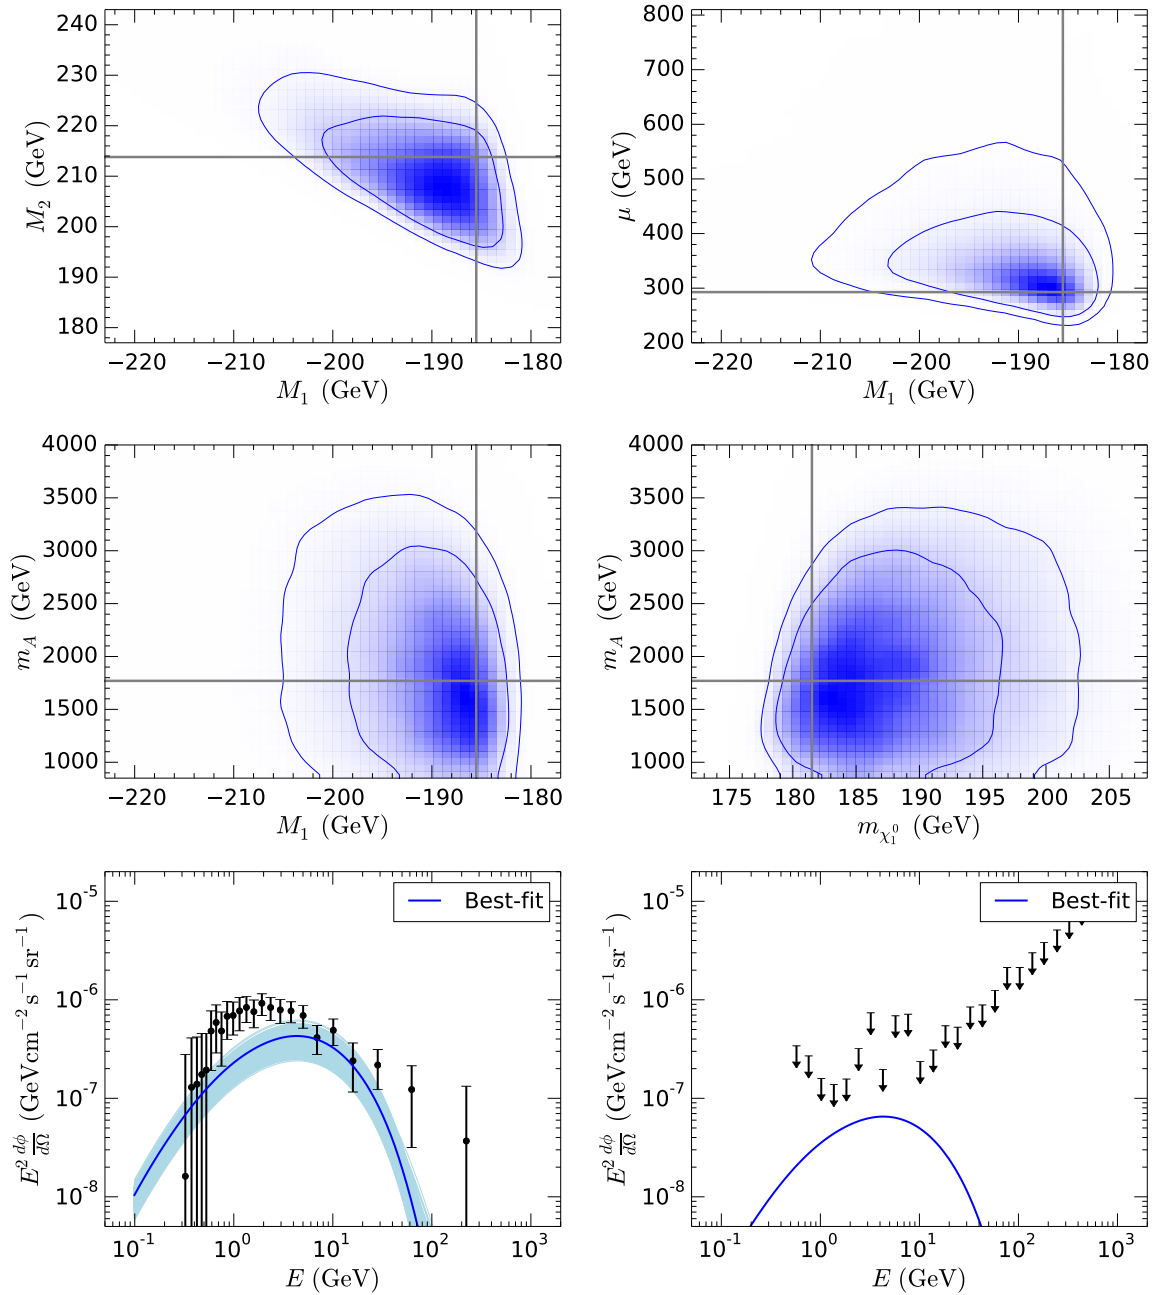 240
230
220
210
200
190
180
M₂ (GeV)
−220 −210 −200 −190 −180
M₁ (GeV)
800
700
600
500
400
300
200
μ (GeV)
−220 −210 −200 −190 −180
M₁ (GeV)
4000
3500
3000
2500
2000
1500
1000
m_A (GeV)
−220 −210 −200 −190 −180
M₁ (GeV)
4000
3500
3000
2500
2000
1500
1000
m_A (GeV)
175 180 185 190 195 200 205
m_{χ₁⁰} (GeV)
Best-fit
10⁻⁵
10⁻⁶
10⁻⁷
10⁻⁸
E² dφ/dΩ (GeVcm⁻²s⁻¹sr⁻¹)
10⁻¹ 10⁰ 10¹ 10² 10³
E (GeV)
Best-fit
10⁻⁵
10⁻⁶
10⁻⁷
10⁻⁸
E² dφ/dΩ (GeVcm⁻²s⁻¹sr⁻¹)
10⁻¹ 10⁰ 10¹ 10² 10³
E (GeV)